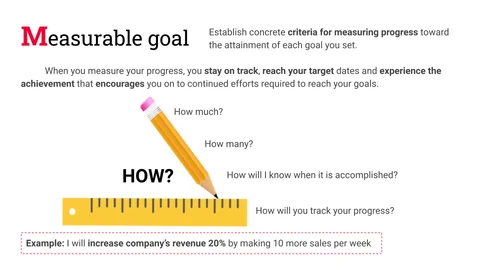 Measurable goal
Establish concrete criteria for measuring progress toward
the attainment of each goal you set.
When you measure your progress, you stay on track, reach your target dates and experience the
achievement that encourages you on to continued efforts required to reach your goals.
How much?
How many?
HOW?
How will I know when it is accomplished?
How will you track your progress?
Example: I will increase company's revenue 20% by making 10 more sales per week